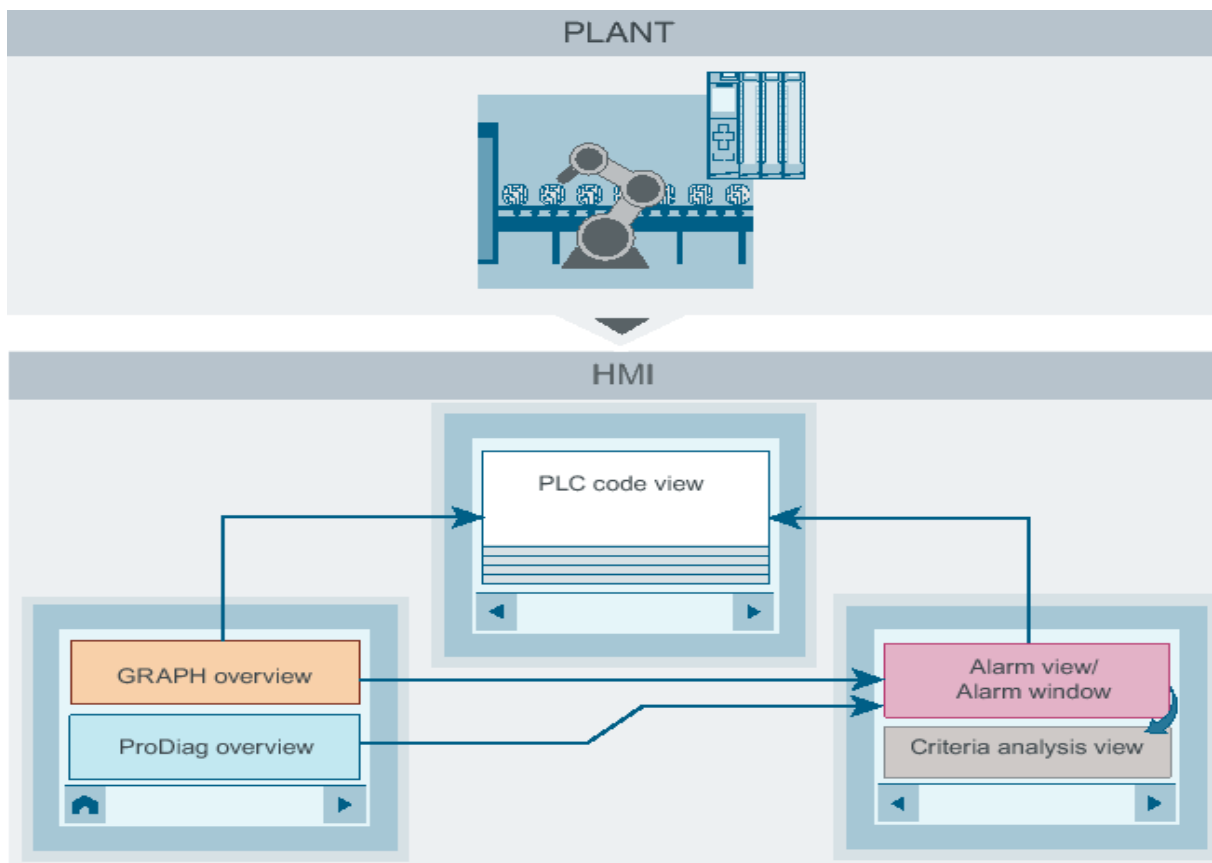 PLANT
HMI
PLC code view
GRAPH overview
ProDiag overview
Alarm view/
Alarm window
Criteria analysis view